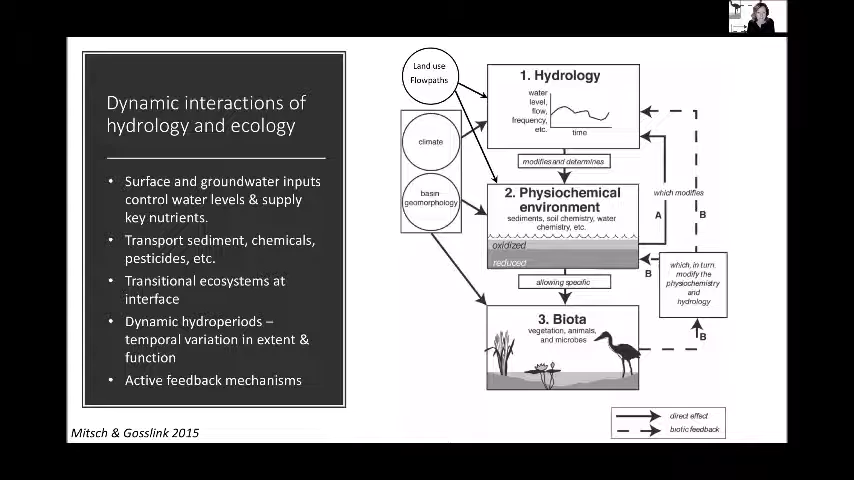 Dynamic interactions of
hydrology and ecology
• Surface and groundwater inputs
control water levels & supply
key nutrients.
• Transport sediment, chemicals,
pesticides, etc.
• Transitional ecosystems at
interface
• Dynamic hydroperiods –
temporal variation in extent &
function
• Active feedback mechanisms
Mitsch & Gosslink 2015
Land use
Flowpaths
climate
basin
geomorphology
1. Hydrology
water
level,
flow,
frequency,
etc.
time
modifies and determines
2. Physiochemical
environment
sediments, soil chemistry, water
chemistry, etc.
oxidized
reduced
allowing specific
3. Biota
vegetation, animals,
and microbes
which modifies
A
B
B
which, in turn,
modify the
physiochemistry
and
hydrology
B
direct effect
biotic feedback